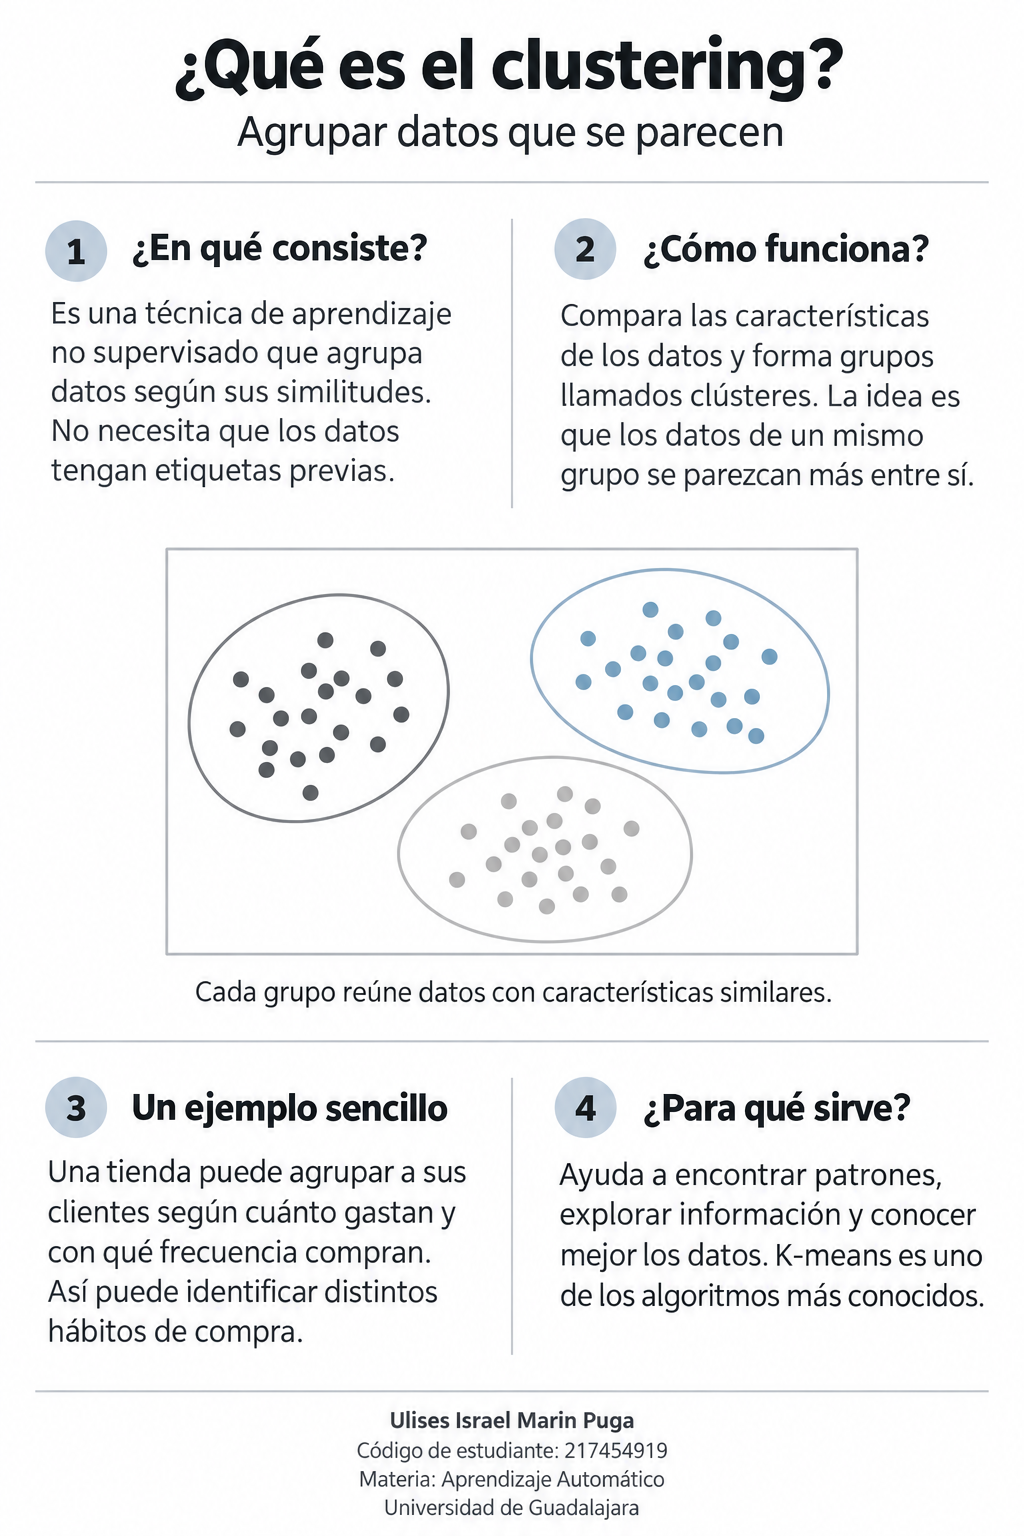 ¿Qué es el clustering?
Agrupar datos que se parecen
1 ¿En qué consiste?
Es una técnica de aprendizaje
no supervisado que agrupa
datos según sus similitudes.
No necesita que los datos
tengan etiquetas previas.
2 ¿Cómo funciona?
Compara las características
de los datos y forma grupos
llamados clústeres. La idea es
que los datos de un mismo
grupo se parezcan más entre sí.
Cada grupo reúne datos con características similares.
3 Un ejemplo sencillo
Una tienda puede agrupar a sus
clientes según cuánto gastan y
con qué frecuencia compran.
Así puede identificar distintos
hábitos de compra.
4 ¿Para qué sirve?
Ayuda a encontrar patrones,
explorar información y conocer
mejor los datos. K-means es uno
de los algoritmos más conocidos.
Ulises Israel Marin Puga
Código de estudiante: 217454919
Materia: Aprendizaje Automático
Universidad de Guadalajara